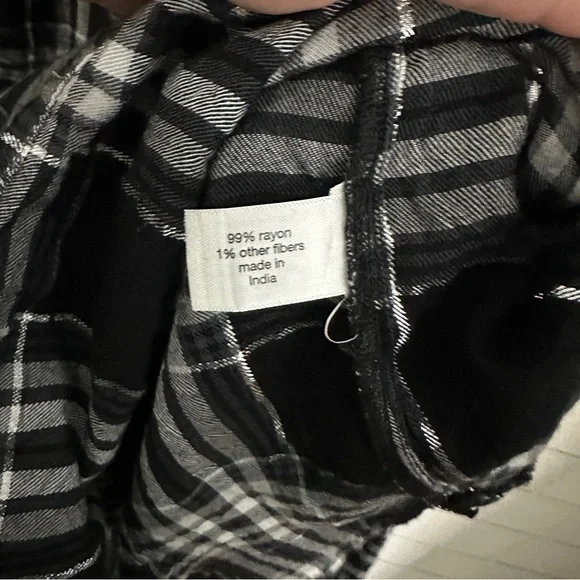 99% rayon
1% other fibers
made in
India